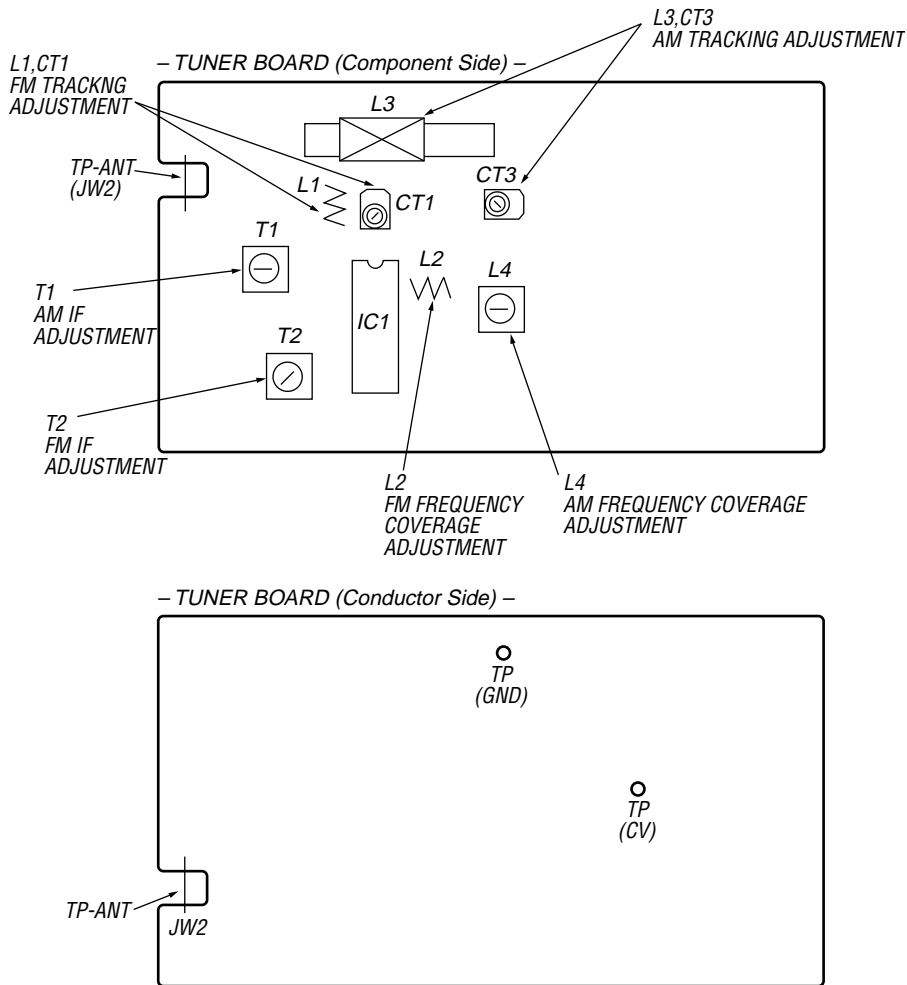 L3,CT3
AM TRACKING ADJUSTMENT
L1,CT1
FM TRACKNG
ADJUSTMENT
– TUNER BOARD (Component Side) –
L3
TP-ANT
(JW2)
L1
CT1
CT3
T1
L2
L4
T1
AM IF
ADJUSTMENT
IC1
T2
T2
FM IF
ADJUSTMENT
L2
FM FREQUENCY
COVERAGE
ADJUSTMENT
L4
AM FREQUENCY COVERAGE
ADJUSTMENT
– TUNER BOARD (Conductor Side) –
TP
(GND)
TP
(CV)
TP-ANT
JW2